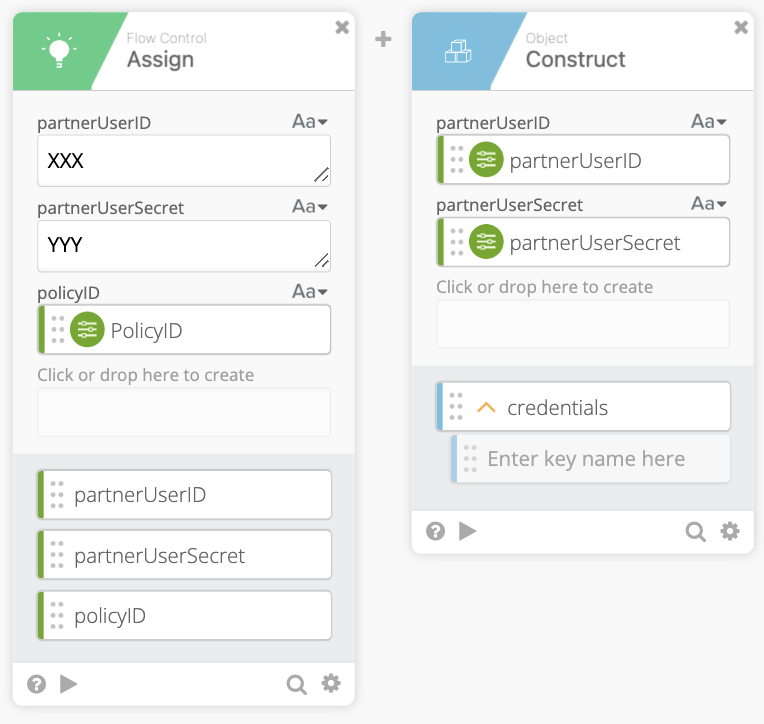 Flow Control
Assign
partnerUserID
Aa
XXX
partnerUserSecret
Aa
YYY
policyID
Aa
PolicyID
Click or drop here to create
partnerUserID
partnerUserSecret
policyID
?
+
Object
Construct
partnerUserID
Aa
partnerUserID
partnerUserSecret
Aa
partnerUserSecret
Click or drop here to create
credentials
Enter key name here
?